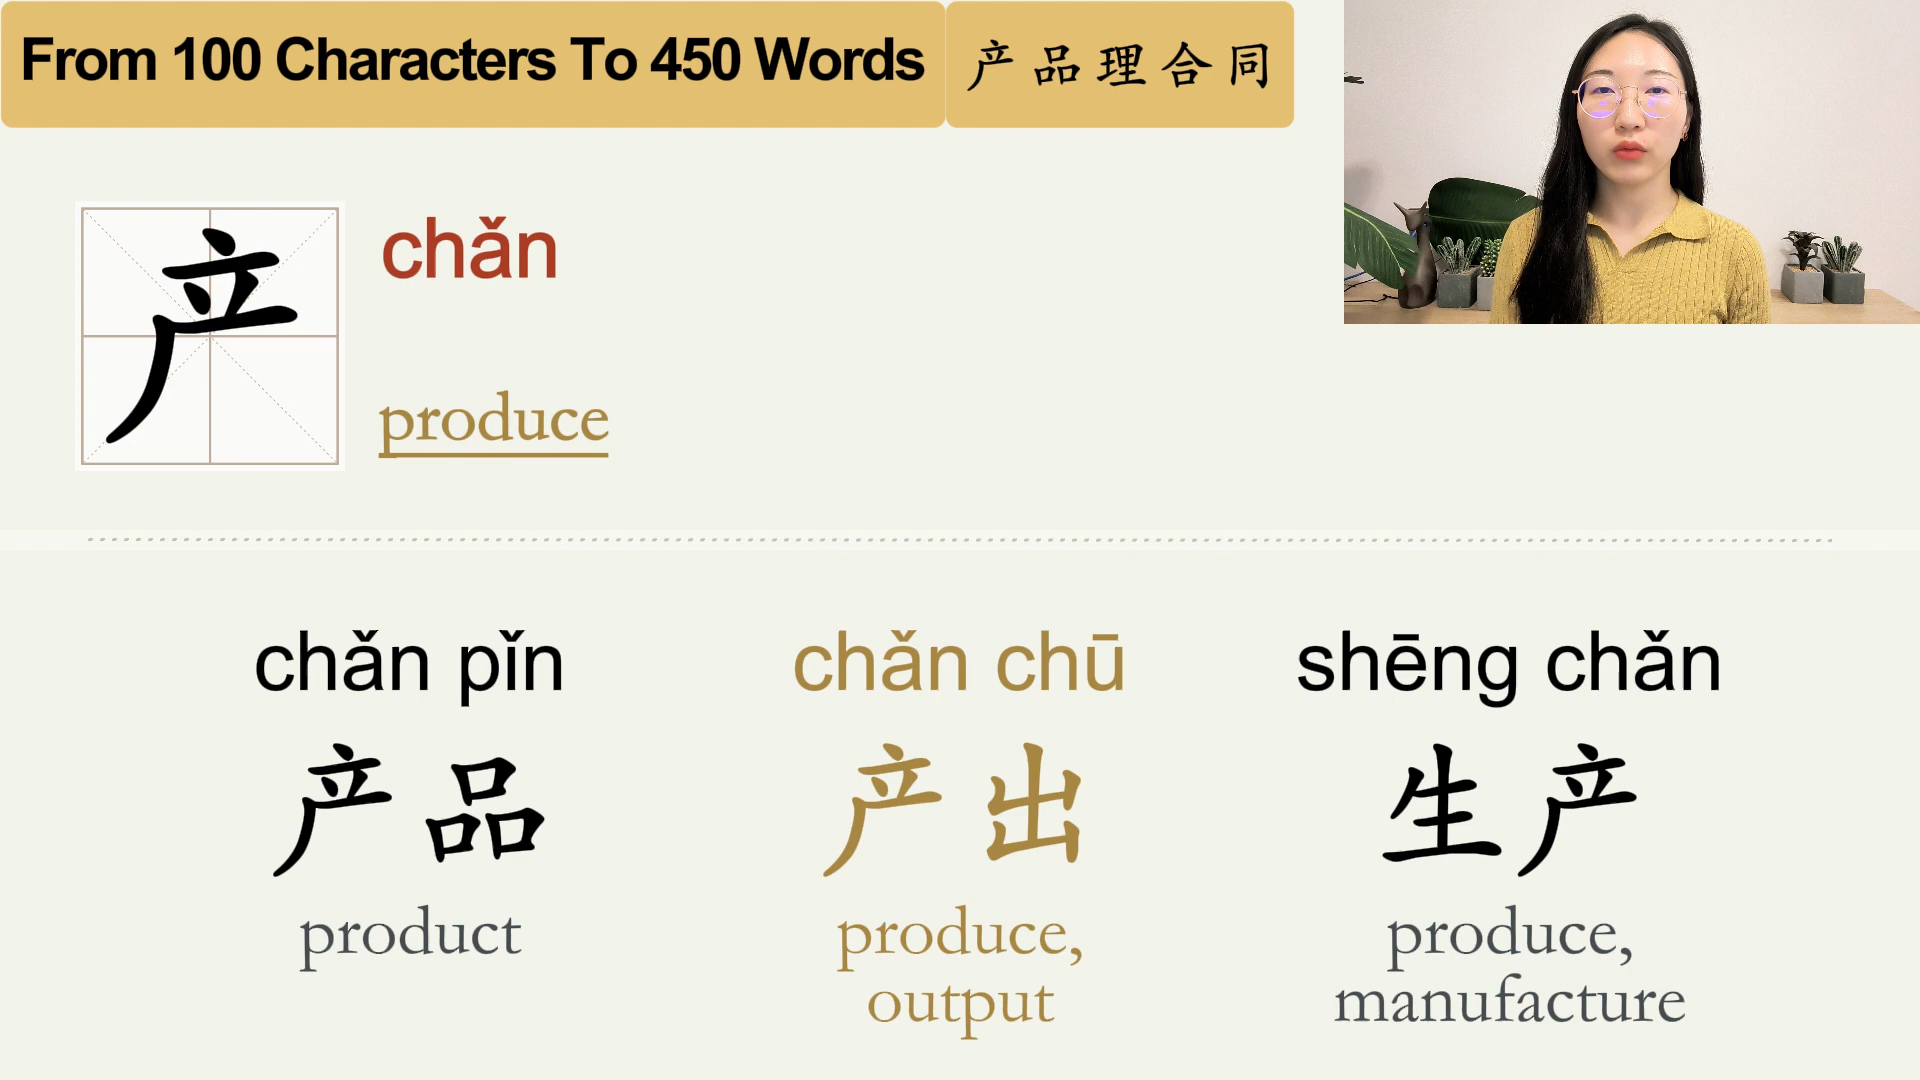 From 100 Characters To 450 Words
产品理合同
产
chǎn
produce
chǎn pǐn
产品
product
chǎn chū
产出
produce,
output
shēng chǎn
生产
produce,
manufacture